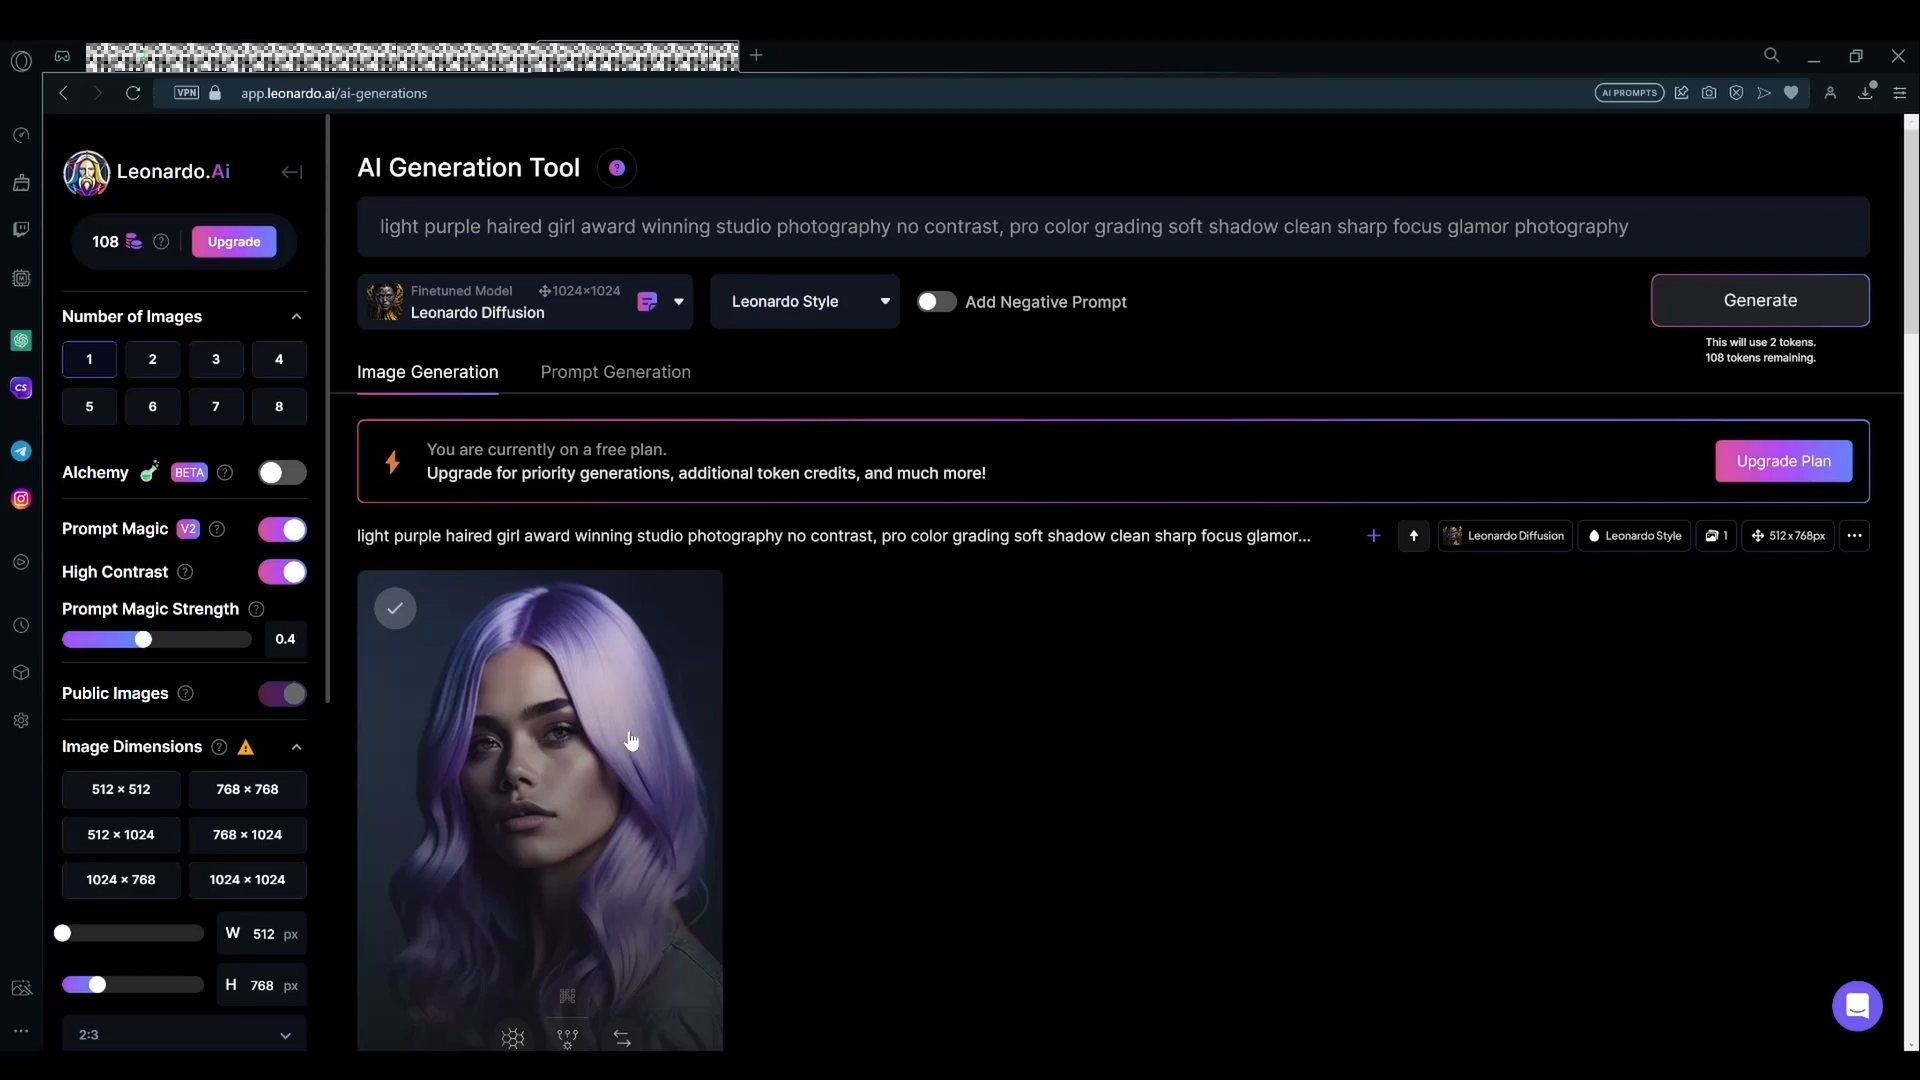 VPN
app.leonardo.ai/ai-generations
AI PROMPTS
Leonardo.Ai
108
Upgrade
Number of Images
1 2 3 4
5 6 7 8
Alchemy BETA
Prompt Magic V2
High Contrast
Prompt Magic Strength
0.4
Public Images
Image Dimensions
512 × 512 768 × 768
512 × 1024 768 × 1024
1024 × 768 1024 × 1024
W 512 px
H 768 px
2:3
CS
AI Generation Tool
light purple haired girl award winning studio photography no contrast, pro color grading soft shadow clean sharp focus glamor photography
Finetuned Model 1024×1024
Leonardo Diffusion
Leonardo Style
Add Negative Prompt
Generate
This will use 2 tokens.
108 tokens remaining.
Image Generation Prompt Generation
You are currently on a free plan.
Upgrade for priority generations, additional token credits, and much more!
Upgrade Plan
light purple haired girl award winning studio photography no contrast, pro color grading soft shadow clean sharp focus glamor...
Leonardo Diffusion Leonardo Style 1 512x768px